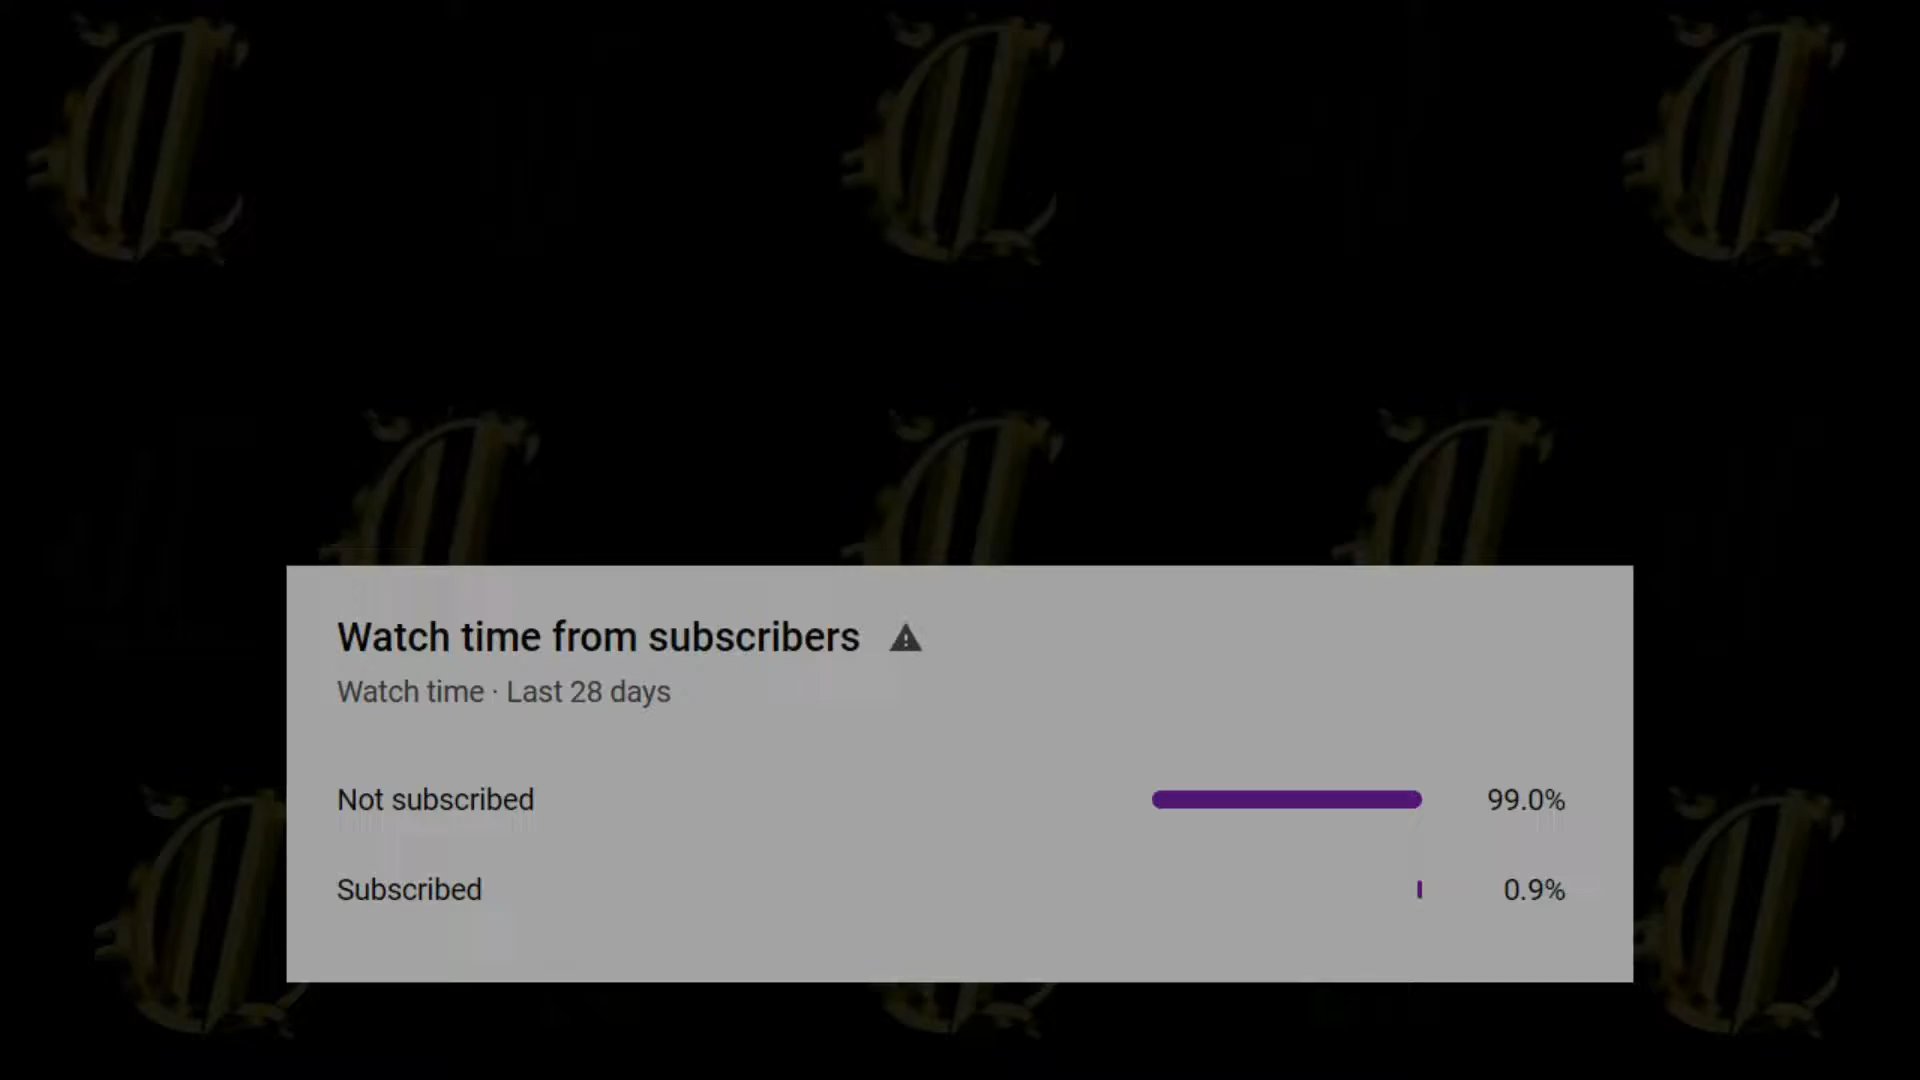 Watch time from subscribers
Watch time · Last 28 days
Not subscribed 99.0%
Subscribed 0.9%